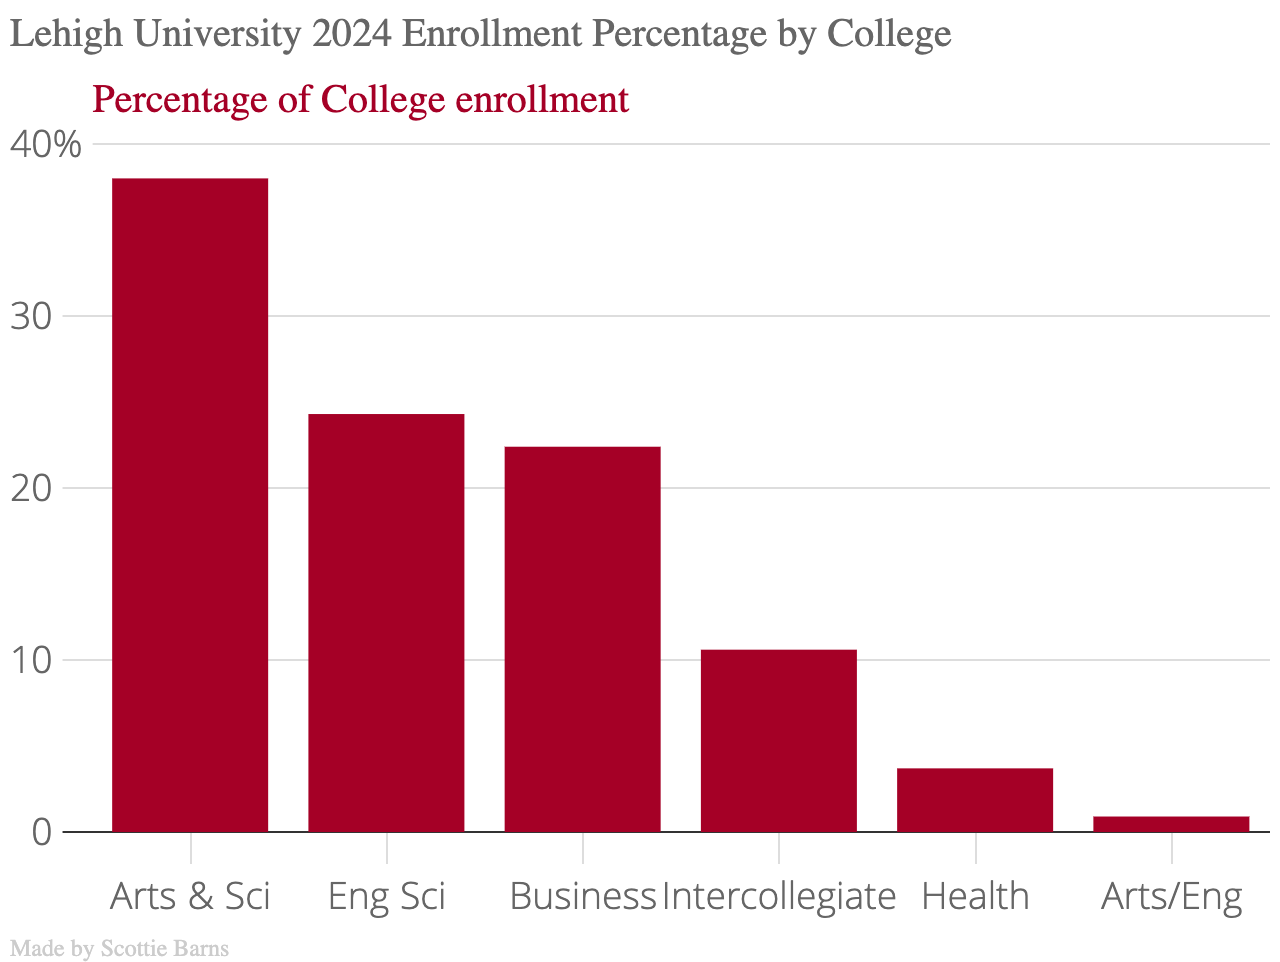 Lehigh University 2024 Enrollment Percentage by College
Percentage of College enrollment
40%
30
20
10
0
Arts & Sci Eng Sci Business Intercollegiate Health Arts/Eng
Made by Scottie Barns